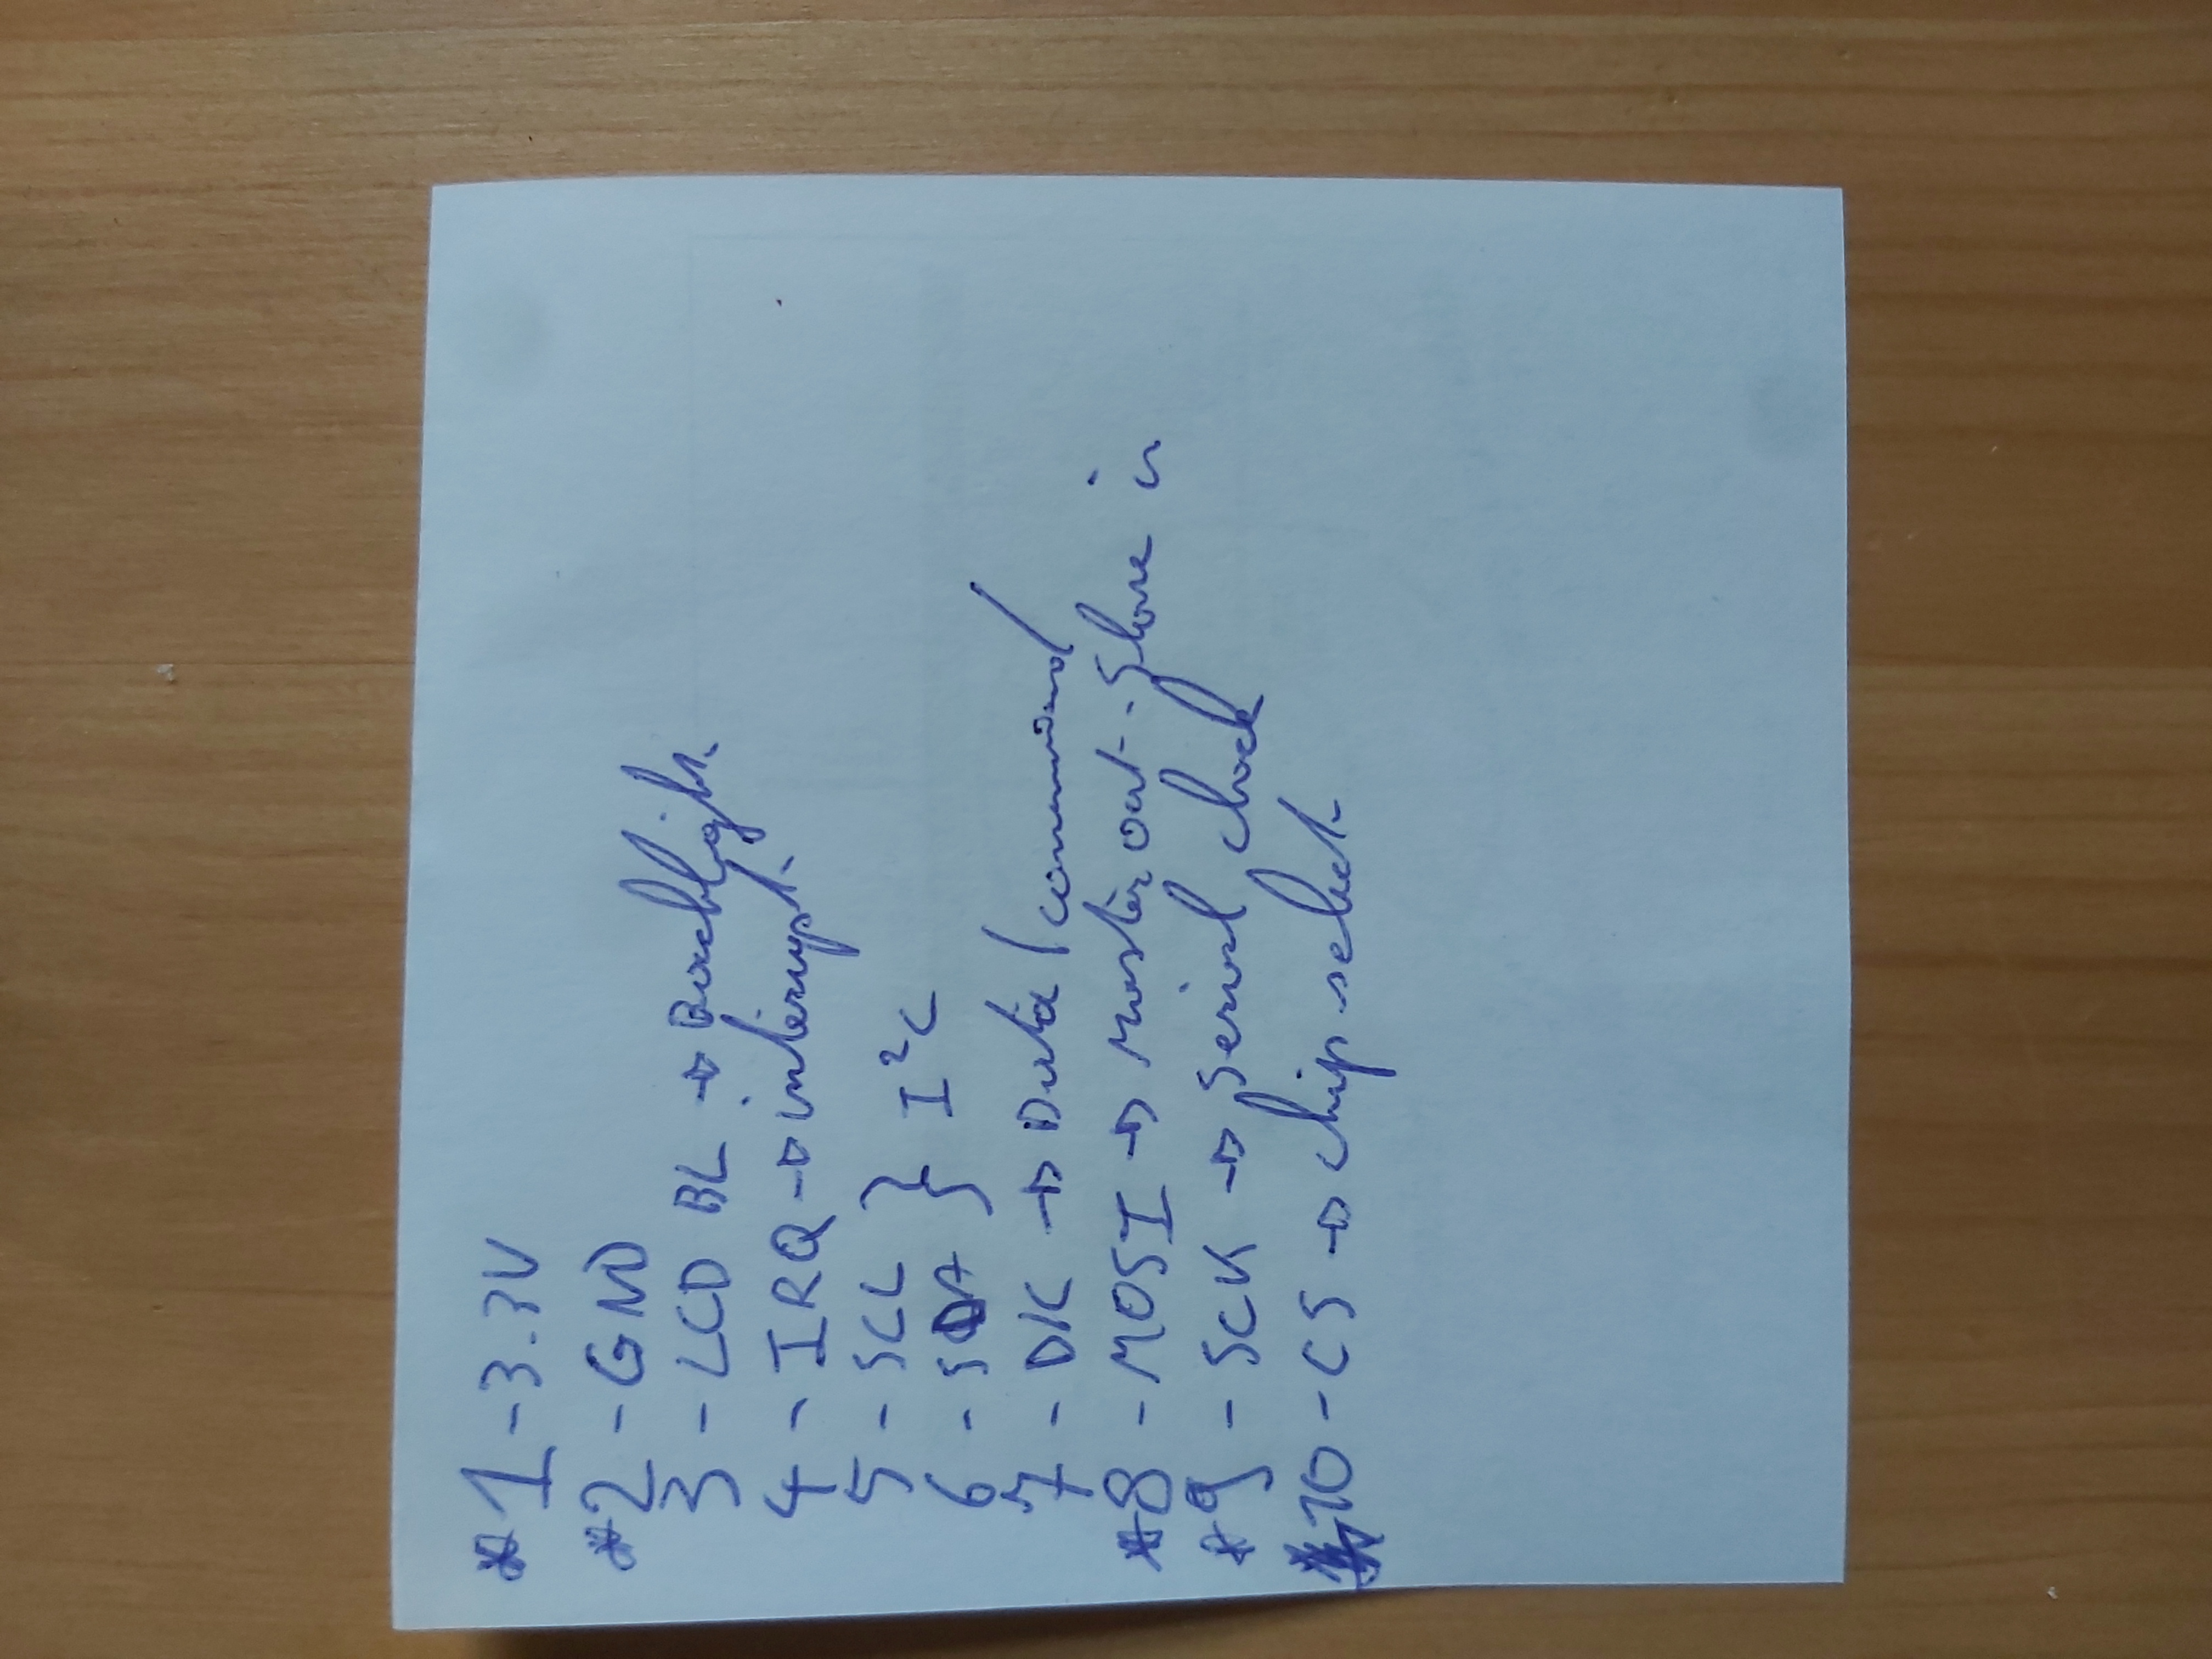 *1 - 3.3V
*2 - GND
3 - LCD BL → Backlight
4 - IRQ → interrupt
5 - SCL } I²C
6 - SDA
7 - D/C → Data/command
*8 - MOSI → Master out - Slave in
*9 - SCK → Serial clock
10 - CS → chip select